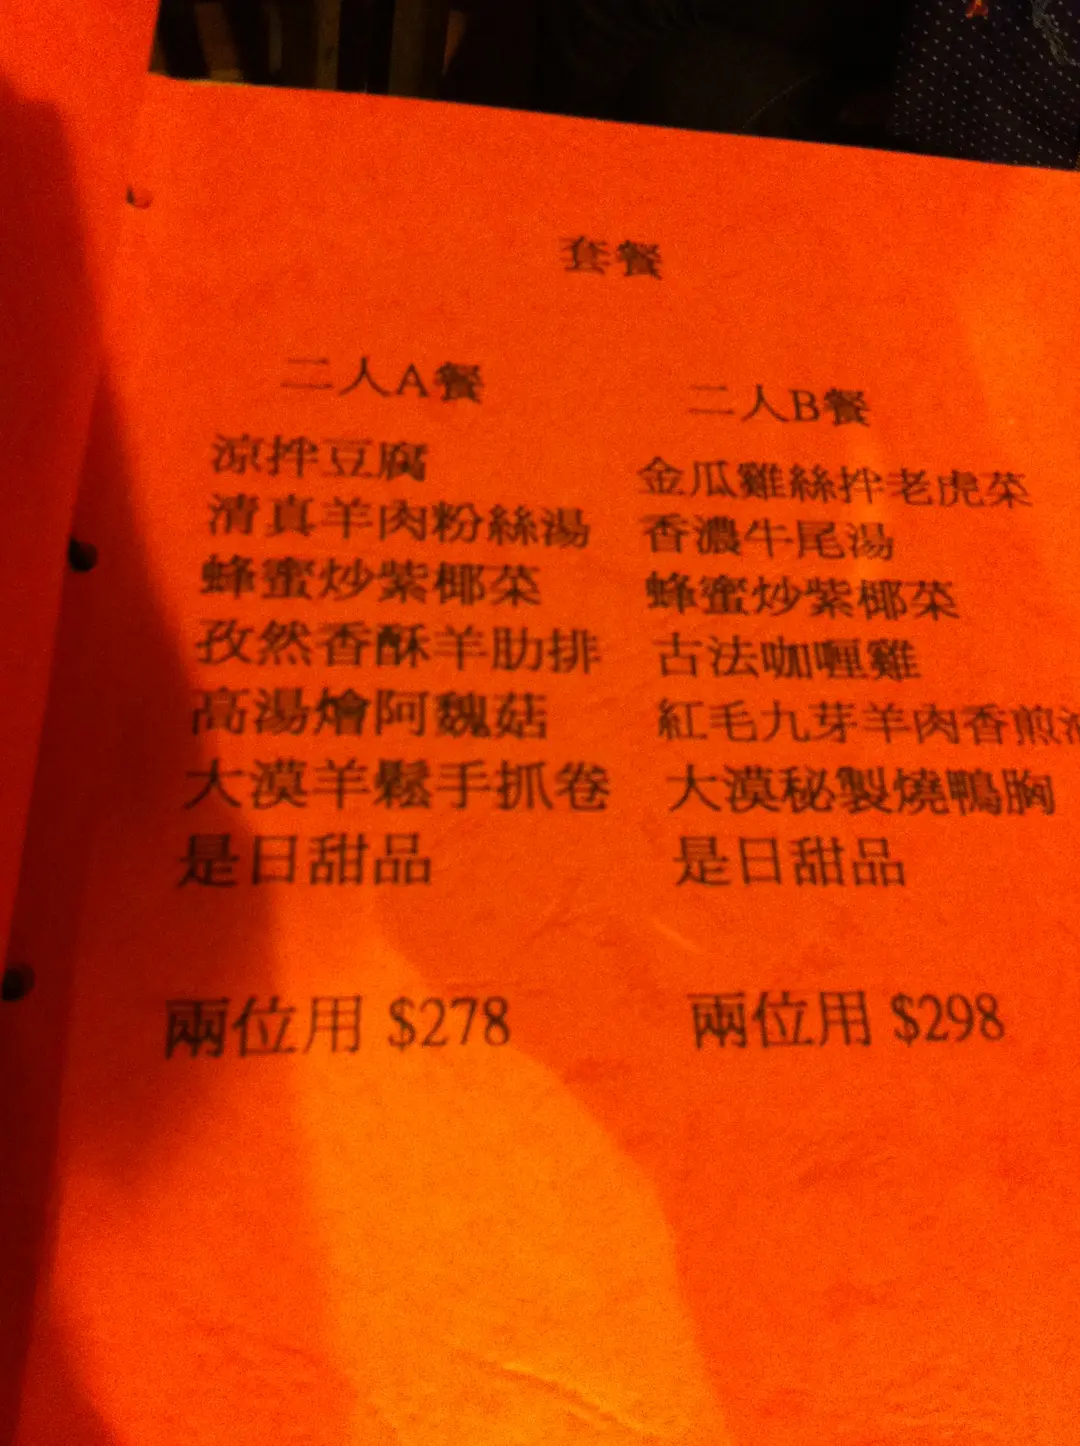 套餐
二人A餐
涼拌豆腐
清真羊肉粉絲湯
蜂蜜炒紫椰菜
孜然香酥羊肋排
高湯燴阿魏菇
大漠羊鬆手抓卷
是日甜品
兩位用 $278
二人B餐
金瓜雞絲拌老虎菜
香濃牛尾湯
蜂蜜炒紫椰菜
古法咖喱雞
紅毛九芽羊肉香煎
大漠秘製燒鴨胸
是日甜品
兩位用 $298